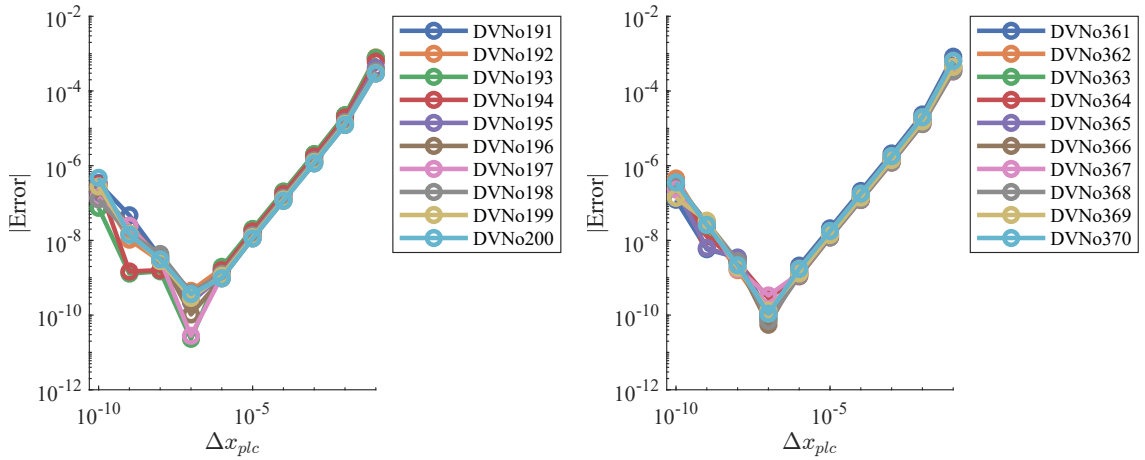 10^-2
10^-4
10^-6
10^-8
10^-10
10^-12
|Error|
10^-10
10^-5
Δx_plc
DVNo191
DVNo192
DVNo193
DVNo194
DVNo195
DVNo196
DVNo197
DVNo198
DVNo199
DVNo200
10^-2
10^-4
10^-6
10^-8
10^-10
10^-12
|Error|
10^-10
10^-5
Δx_plc
DVNo361
DVNo362
DVNo363
DVNo364
DVNo365
DVNo366
DVNo367
DVNo368
DVNo369
DVNo370